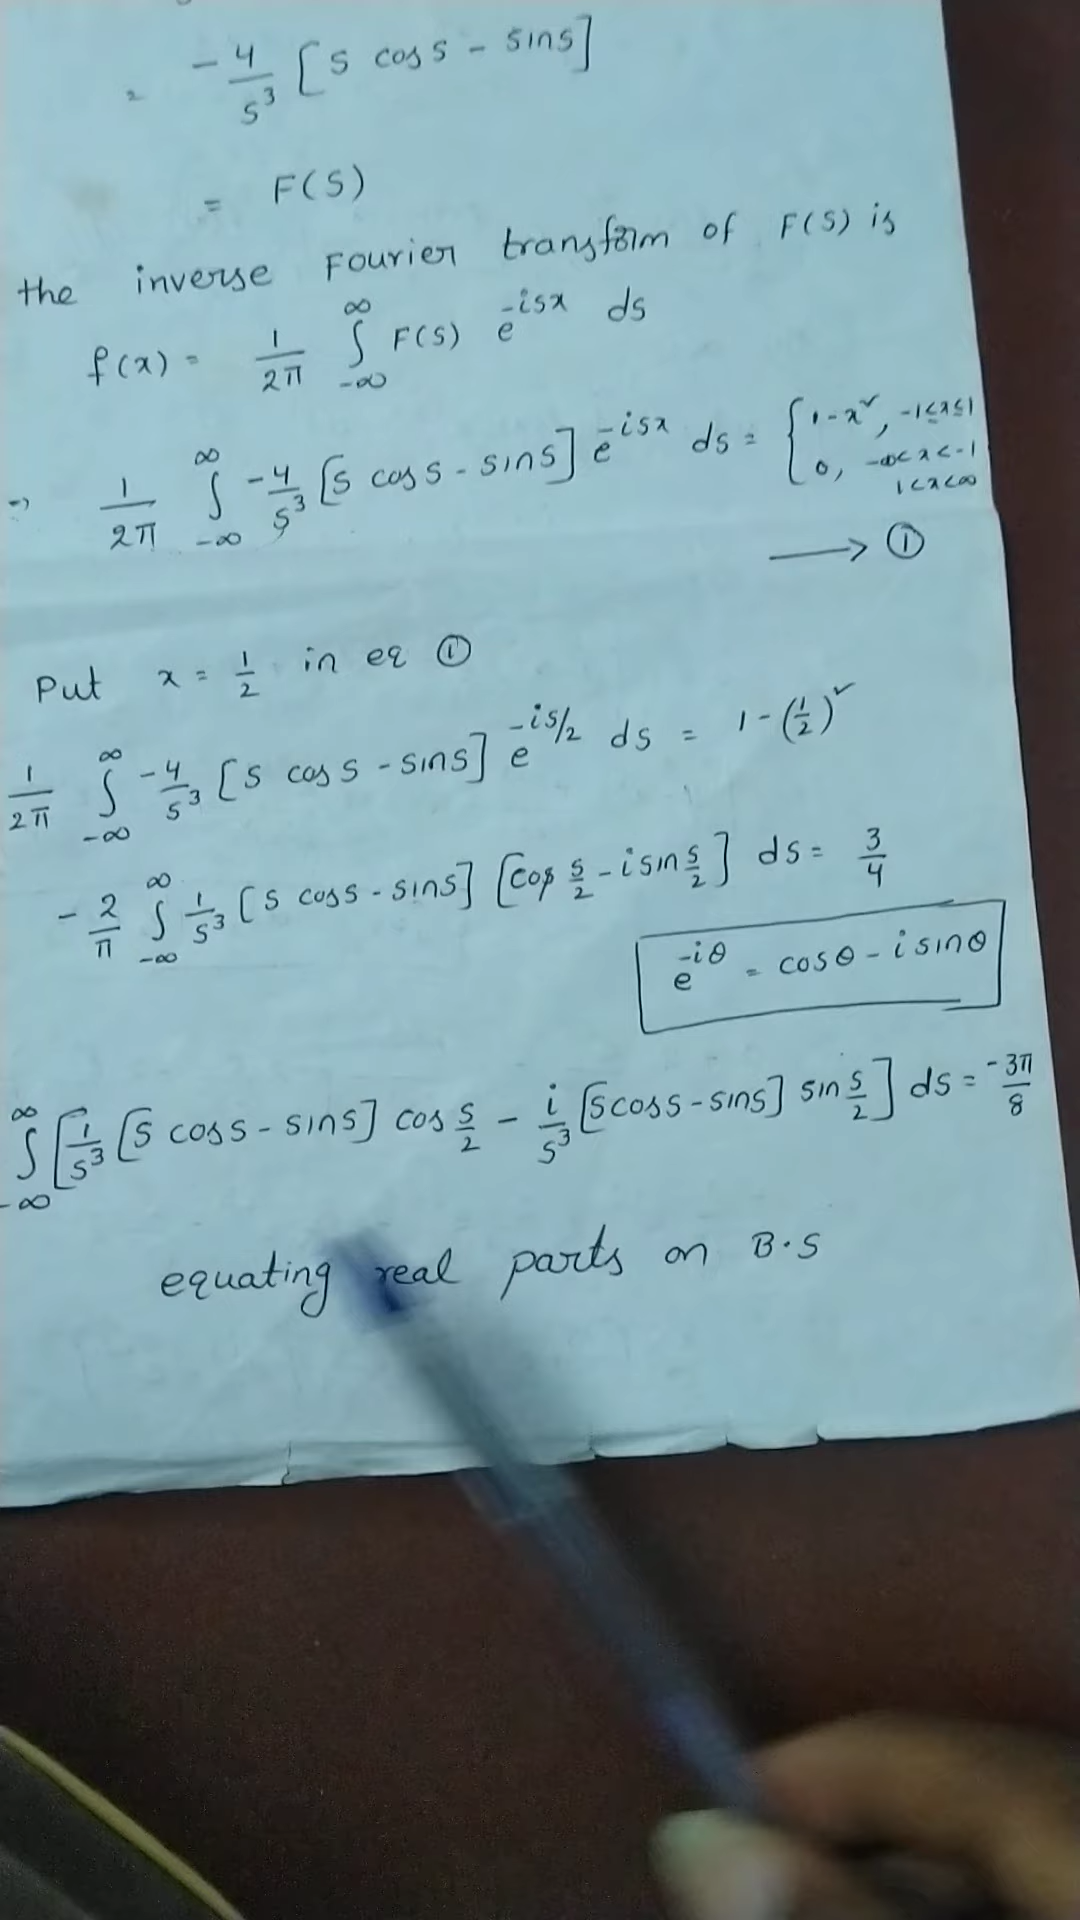 = -4/s³ [s cos s - sin s]
= F(s)
the inverse Fourier transform of F(s) is
f(x) = 1/2π ∫_{-∞}^{∞} F(s) e^{-isx} ds
⇒ 1/2π ∫_{-∞}^{∞} -4/s³ [s cos s - sin s] e^{-isx} ds = { 1-x², -1≤x≤1
0, -∞<x<-1
1<x<∞
→ ①
Put x = 1/2 in eq ①
1/2π ∫_{-∞}^{∞} -4/s³ [s cos s - sin s] e^{-is/2} ds = 1-(1/2)²
-2/π ∫_{-∞}^{∞} 1/s³ [s cos s - sin s] [cos s/2 - i sin s/2] ds = 3/4
e^{-iθ} = cosθ - i sinθ
∫_{-∞}^{∞} [1/s³ [s cos s - sin s] cos s/2 - i/s³ [s cos s - sin s] sin s/2] ds = -3π/8
equating real parts on B.S